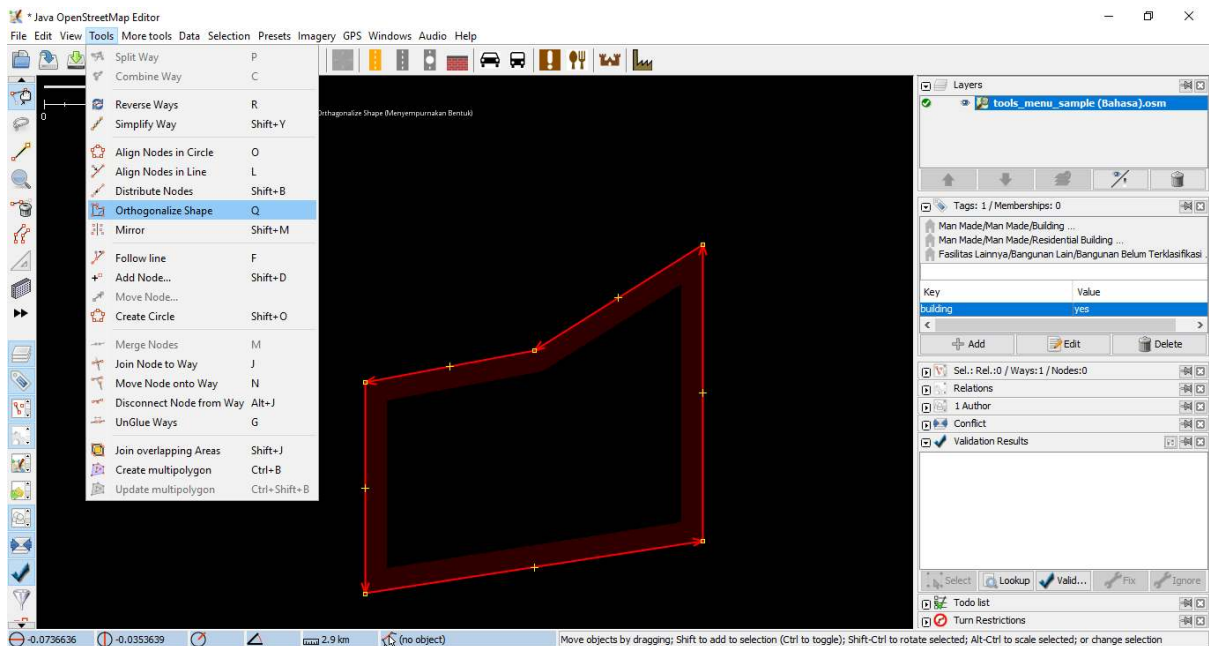 * Java OpenStreetMap Editor
File Edit View Tools More tools Data Selection Presets Imagery GPS Windows Audio Help
Split Way P
Combine Way C
Reverse Ways R
Simplify Way Shift+Y
Align Nodes in Circle O
Align Nodes in Line L
Distribute Nodes Shift+B
Orthogonalize Shape Q
Mirror Shift+M
Follow line F
Add Node... Shift+D
Move Node...
Create Circle Shift+O
Merge Nodes M
Join Node to Way J
Move Node onto Way N
Disconnect Node from Way Alt+J
UnGlue Ways G
Join overlapping Areas Shift+J
Create multipolygon Ctrl+B
Update multipolygon Ctrl+Shift+B
0
rthagonalize Shape (Menyempurnakan Bentuk)
Layers
tools_menu_sample (Bahasa).osm
Tags: 1 / Memberships: 0
Man Made/Man Made/Building ...
Man Made/Man Made/Residential Building ...
Fasilitas Lainnya/Bangunan Lain/Bangunan Belum Terklasifikasi .
Key Value
building yes
Add Edit Delete
Sel.: Rel.:0 / Ways:1 / Nodes:0
Relations
1 Author
Conflict
Validation Results
Select Lookup Valid... Fix Ignore
Todo list
Turn Restrictions
-0.0736636 -0.0353639 2.9 km (no object) Move objects by dragging; Shift to add to selection (Ctrl to toggle); Shift-Ctrl to rotate selected; Alt-Ctrl to scale selected; or change selection